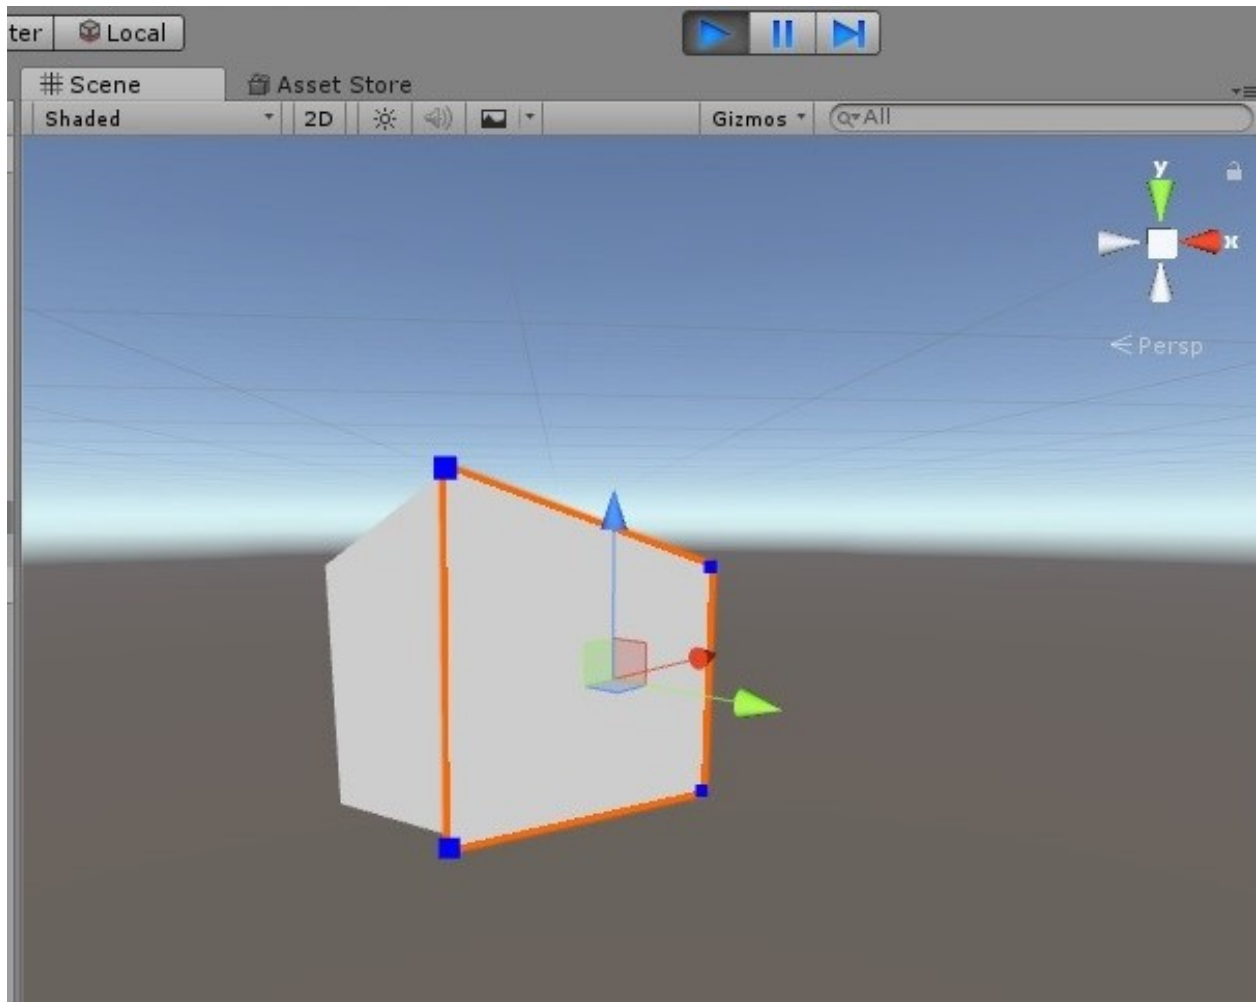 ter Local
Scene Asset Store
Shaded 2D Gizmos All
y
x
Persp